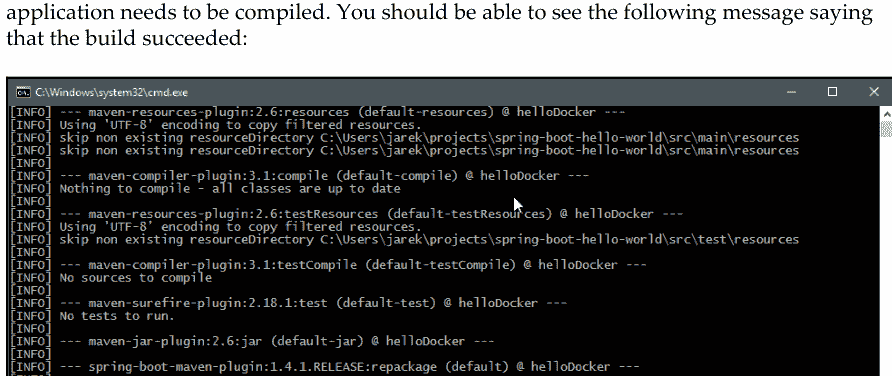 application needs to be compiled. You should be able to see the following message saying
that the build succeeded:
C:\Windows\system32\cmd.exe
[INFO] --- maven-resources-plugin:2.6:resources (default-resources) @ helloDocker ---
[INFO] Using 'UTF-8' encoding to copy filtered resources.
[INFO] skip non existing resourceDirectory C:\Users\jarek\projects\spring-boot-hello-world\src\main\resources
[INFO] skip non existing resourceDirectory C:\Users\jarek\projects\spring-boot-hello-world\src\main\resources
[INFO]
[INFO] --- maven-compiler-plugin:3.1:compile (default-compile) @ helloDocker ---
[INFO] Nothing to compile - all classes are up to date
[INFO]
[INFO] --- maven-resources-plugin:2.6:testResources (default-testResources) @ helloDocker ---
[INFO] Using 'UTF-8' encoding to copy filtered resources.
[INFO] skip non existing resourceDirectory C:\Users\jarek\projects\spring-boot-hello-world\src\test\resources
[INFO]
[INFO] --- maven-compiler-plugin:3.1:testCompile (default-testCompile) @ helloDocker ---
[INFO] No sources to compile
[INFO]
[INFO] --- maven-surefire-plugin:2.18.1:test (default-test) @ helloDocker ---
[INFO] No tests to run.
[INFO]
[INFO] --- maven-jar-plugin:2.6:jar (default-jar) @ helloDocker ---
[INFO]
[INFO] --- spring-boot-maven-plugin:1.4.1.RELEASE:repackage (default) @ helloDocker ---